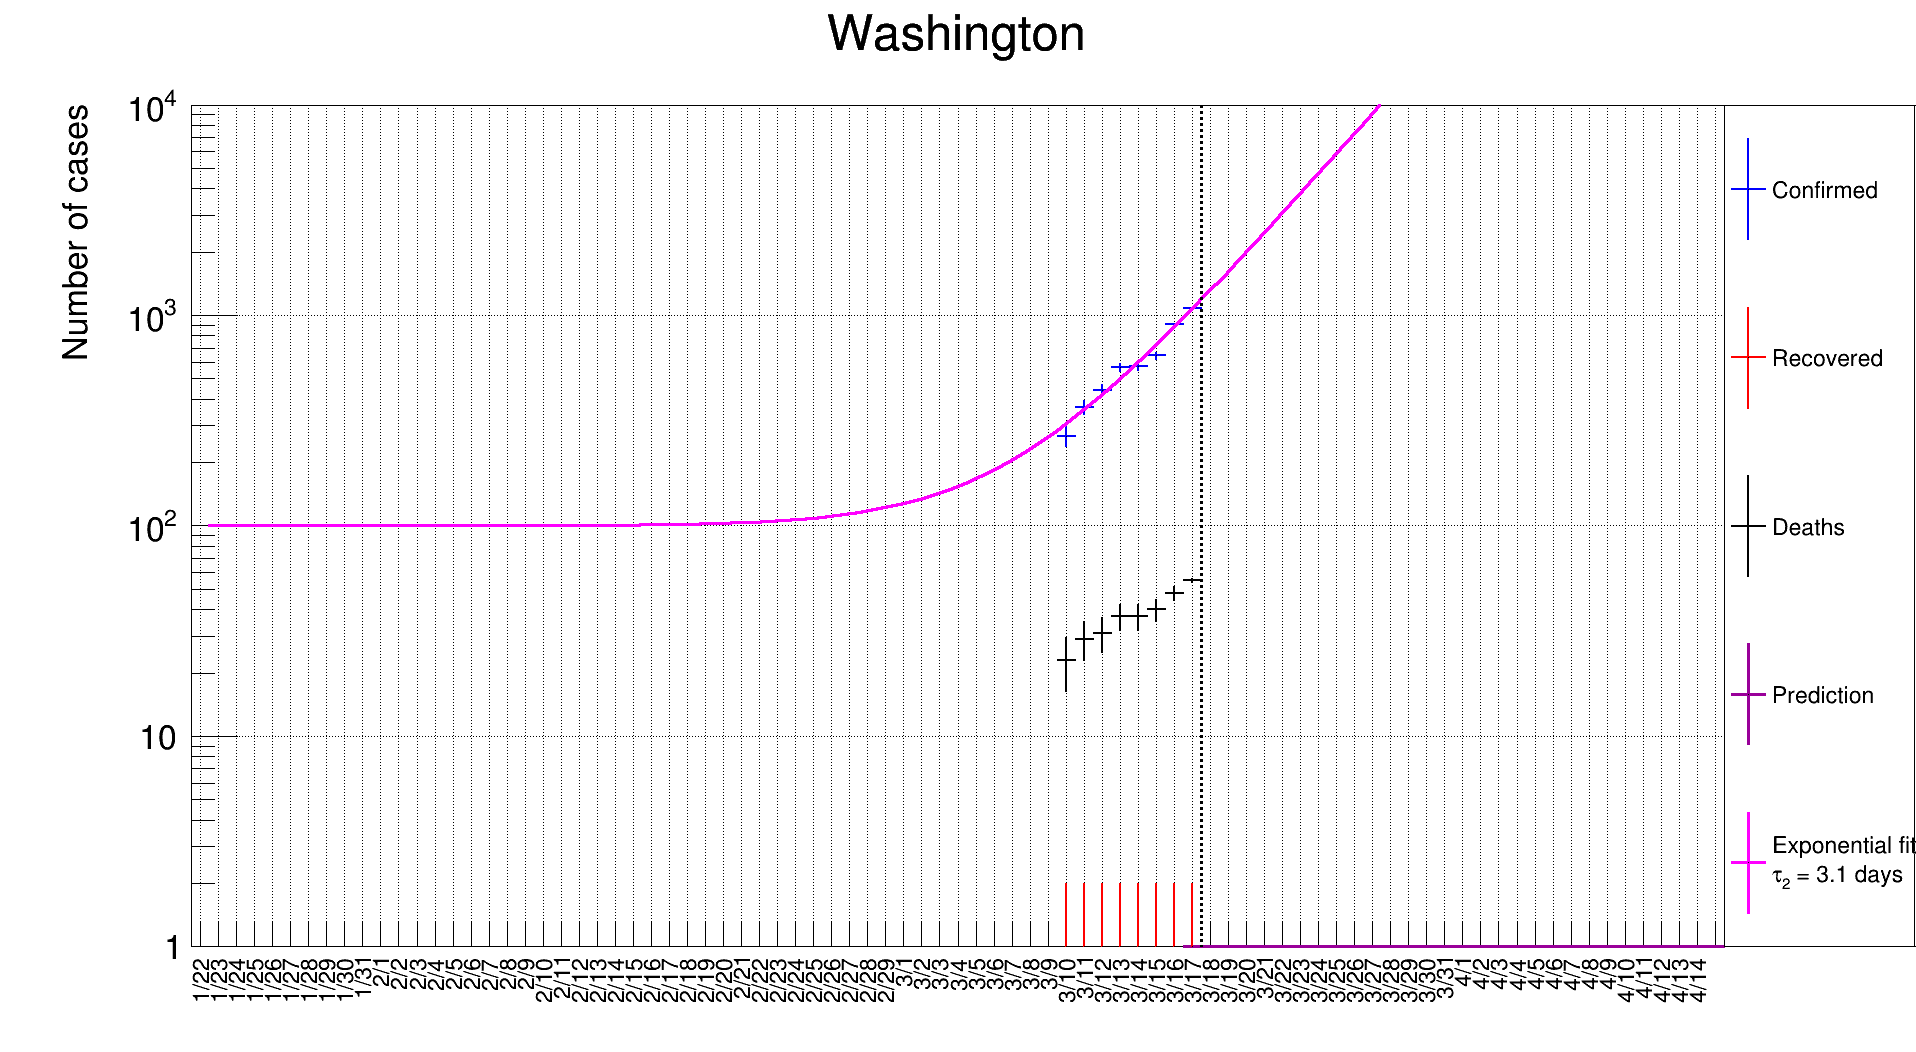 Washington
Number of cases
10^4
10^3
10^2
10
1
1/22 1/23 1/24 1/25 1/26 1/27 1/28 1/29 1/30 1/31 2/1 2/2 2/3 2/4 2/5 2/6 2/7 2/8 2/9 2/10 2/11 2/12 2/13 2/14 2/15 2/16 2/17 2/18 2/19 2/20 2/21 2/22 2/23 2/24 2/25 2/26 2/27 2/28 2/29 3/1 3/2 3/3 3/4 3/5 3/6 3/7 3/8 3/9 3/10 3/11 3/12 3/13 3/14 3/15 3/16 3/17 3/18 3/19 3/20 3/21 3/22 3/23 3/24 3/25 3/26 3/27 3/28 3/29 3/30 3/31 4/1 4/2 4/3 4/4 4/5 4/6 4/7 4/8 4/9 4/10 4/11 4/12 4/13 4/14
Confirmed
Recovered
Deaths
Prediction
Exponential fit
τ₂ = 3.1 days